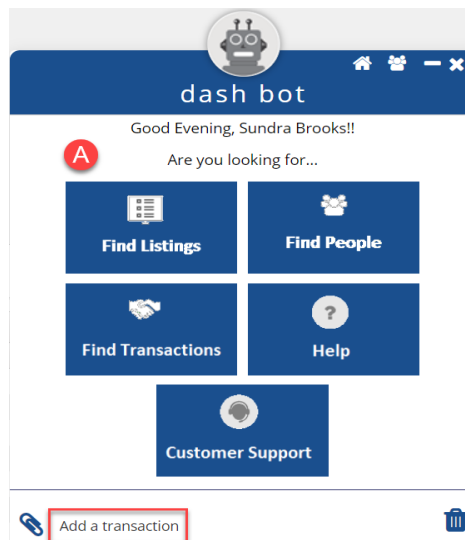 dash bot
Good Evening, Sundra Brooks!!
A
Are you looking for...
Find Listings
Find People
Find Transactions
?
Help
Customer Support
Add a transaction